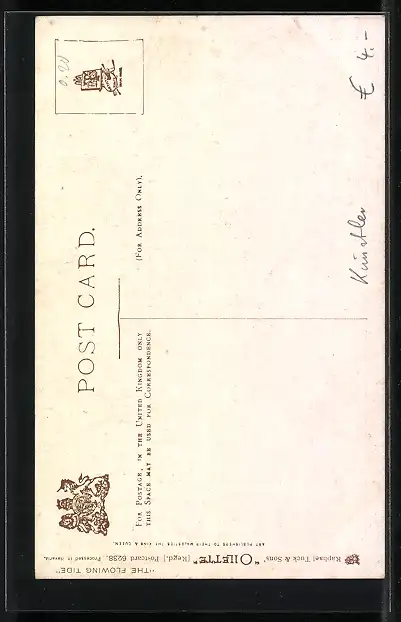 POST CARD.
(FOR ADDRESS ONLY).
FOR POSTAGE, IN THE UNITED KINGDOM ONLY
THIS SPACE MAY BE USED FOR CORRESPONDENCE.
0.20
€ 4.-
Künstler
"THE FLOWING TIDE"
Raphael Tuck & Sons' "OILETTE" [Regd.] Postcard 6238. Processed in Bavaria.
ART PUBLISHERS TO THEIR MAJESTIES THE KING & QUEEN.